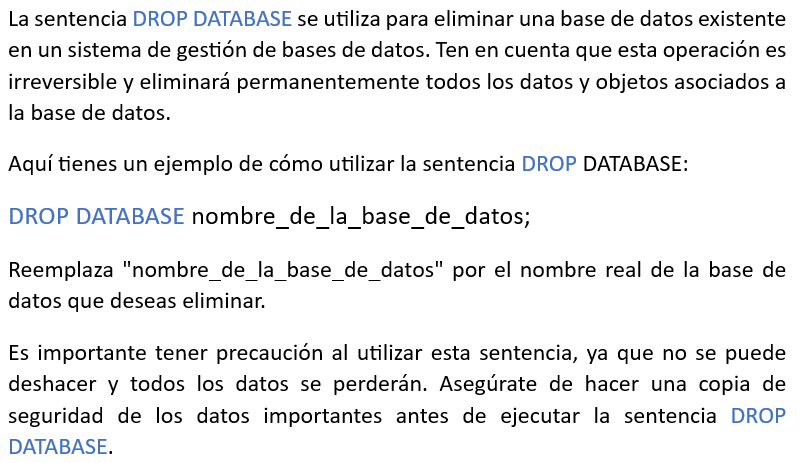 La sentencia DROP DATABASE se utiliza para eliminar una base de datos existente
en un sistema de gestión de bases de datos. Ten en cuenta que esta operación es
irreversible y eliminará permanentemente todos los datos y objetos asociados a
la base de datos.
Aquí tienes un ejemplo de cómo utilizar la sentencia DROP DATABASE:
DROP DATABASE nombre_de_la_base_de_datos;
Reemplaza "nombre_de_la_base_de_datos" por el nombre real de la base de
datos que deseas eliminar.
Es importante tener precaución al utilizar esta sentencia, ya que no se puede
deshacer y todos los datos se perderán. Asegúrate de hacer una copia de
seguridad de los datos importantes antes de ejecutar la sentencia DROP
DATABASE.